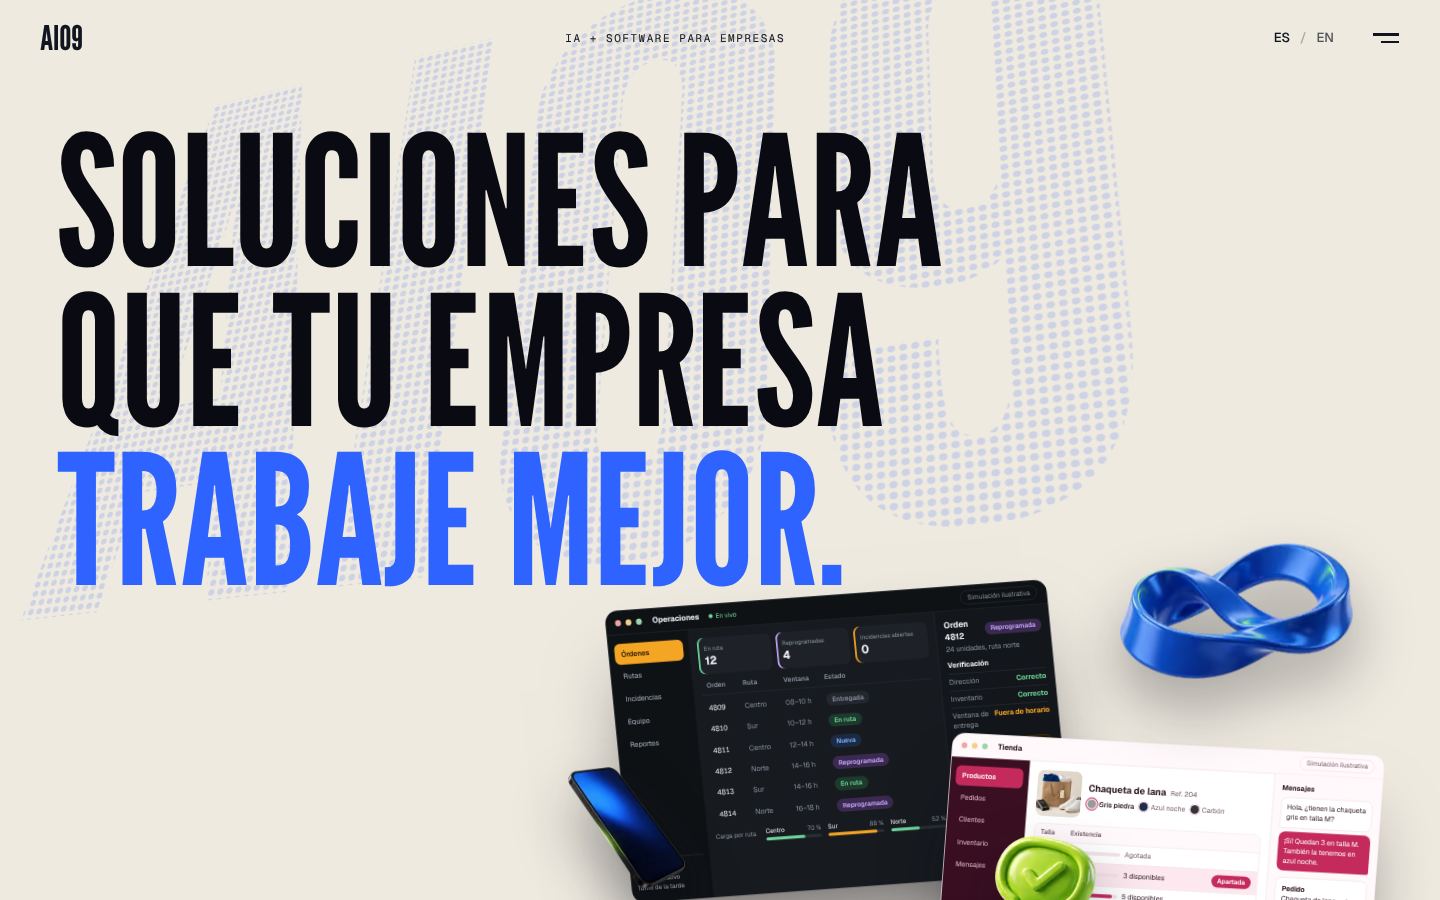 AI09
IA + SOFTWARE PARA EMPRESAS
ES / EN
SOLUCIONES PARA
QUE TU EMPRESA
TRABAJE MEJOR.
Operaciones
En vivo
Simulación ilustrativa
Órdenes
Rutas
Incidencias
Equipo
Reportes
En ruta
12
Reprogramadas
4
Incidencias abiertas
0
Orden Ruta Ventana Estado
4809 Centro 08–10 h Entregada
4810 Sur 10–12 h En ruta
4811 Centro 12–14 h Nueva
4812 Norte 14–16 h Reprogramada
4813 Sur 14–16 h En ruta
4814 Norte 16–18 h Reprogramada
Carga por ruta Centro 70 % Sur 88 % Norte 52 %
de la tarde
Orden
4812
Reprogramada
24 unidades, ruta norte
Verificación
Dirección Correcto
Inventario Correcto
Ventana de
entrega
Fuera de horario
Tienda
Simulación ilustrativa
Productos
Pedidos
Clientes
Inventario
Mensajes
Chaqueta de lana Ref. 204
Gris piedra Azul noche Carbón
Talla Existencia
Agotada
3 disponibles Apartada
5 disponibles
Mensajes
Hola, ¿tienen la chaqueta
gris en talla M?
¡Sí! Quedan 3 en talla M.
También la tenemos en
azul noche.
Pedido